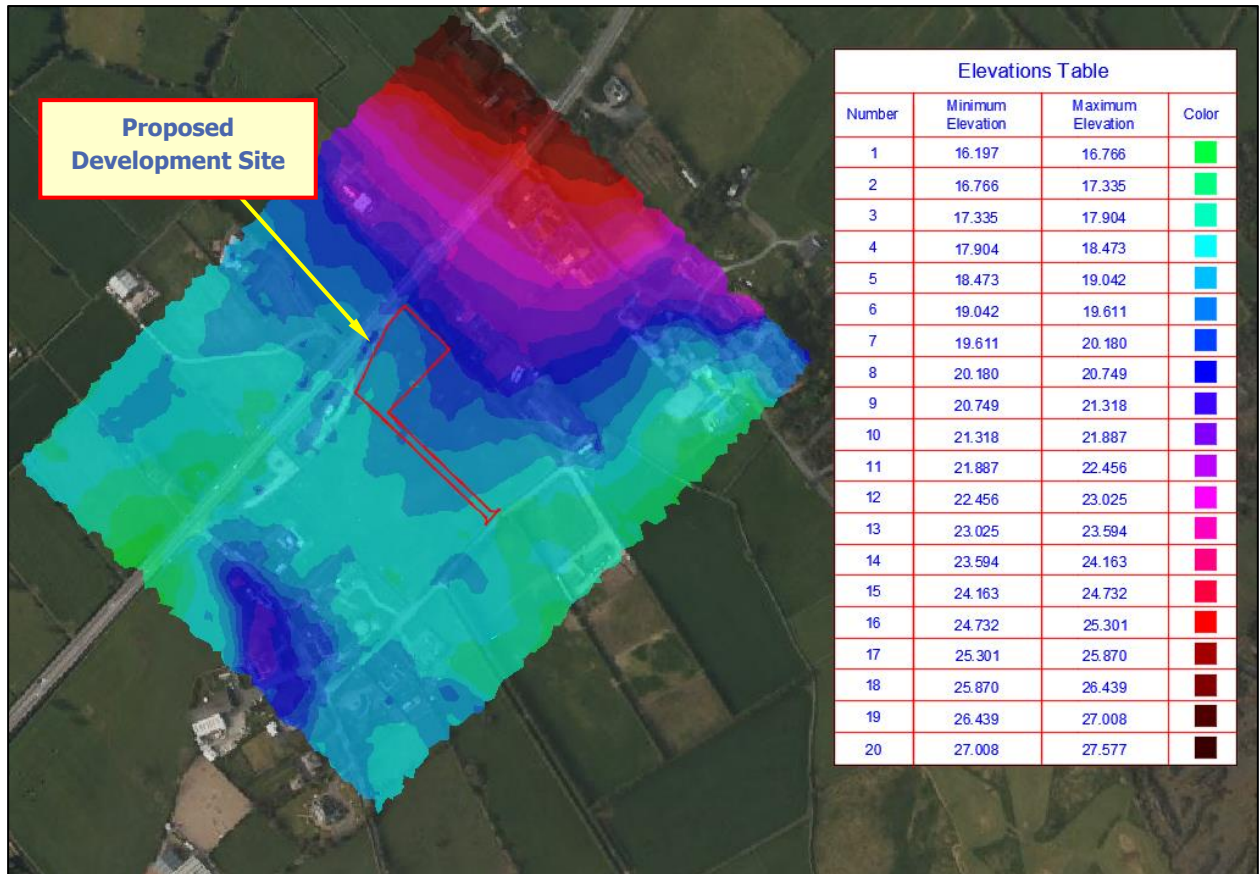 Proposed
Development Site
Elevations Table
Number Minimum Elevation Maximum Elevation Color
1 16.197 16.766
2 16.766 17.335
3 17.335 17.904
4 17.904 18.473
5 18.473 19.042
6 19.042 19.611
7 19.611 20.180
8 20.180 20.749
9 20.749 21.318
10 21.318 21.887
11 21.887 22.456
12 22.456 23.025
13 23.025 23.594
14 23.594 24.163
15 24.163 24.732
16 24.732 25.301
17 25.301 25.870
18 25.870 26.439
19 26.439 27.008
20 27.008 27.577